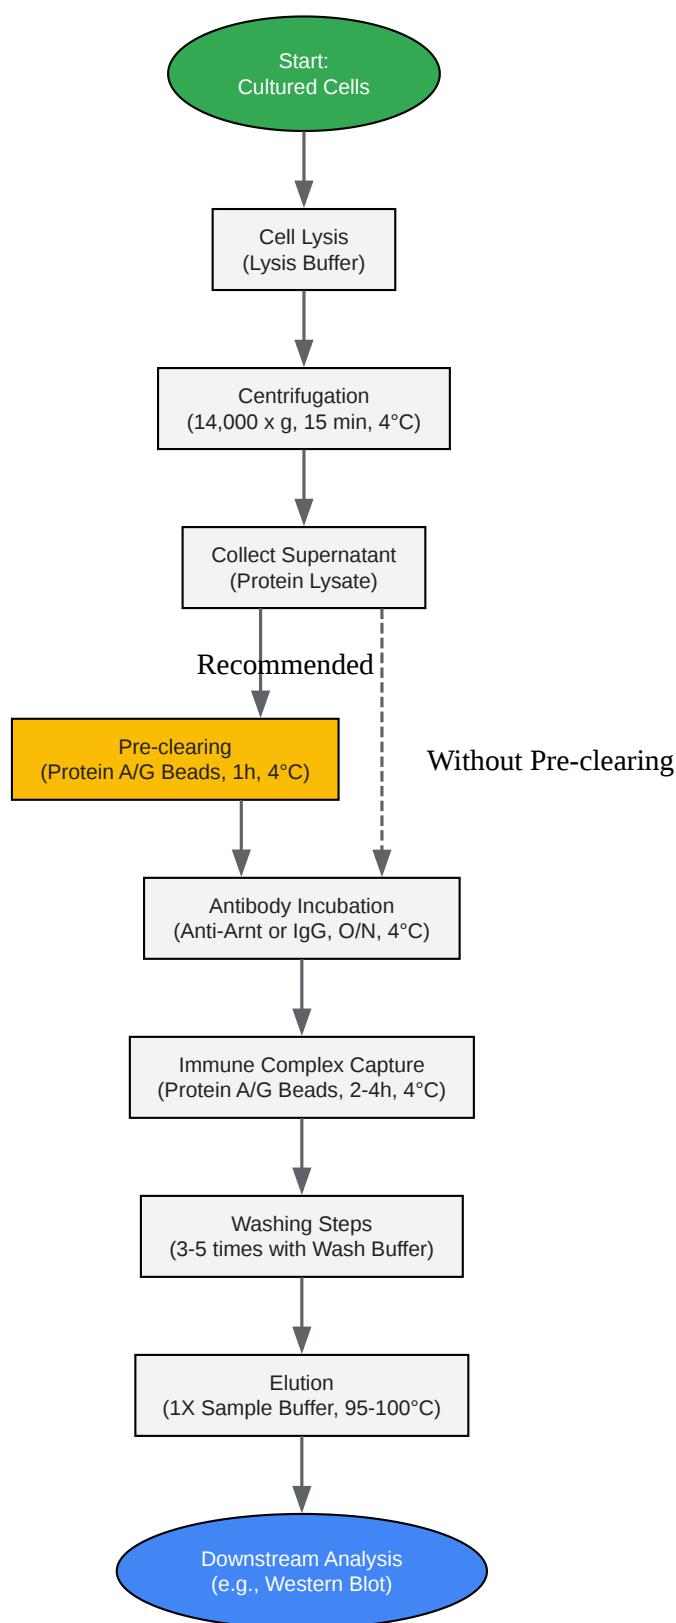 Start:
Cultured Cells
Cell Lysis
(Lysis Buffer)
Centrifugation
(14,000 x g, 15 min, 4°C)
Collect Supernatant
(Protein Lysate)
Recommended
Pre-clearing
(Protein A/G Beads, 1h, 4°C)
Without Pre-clearing
Antibody Incubation
(Anti-Arnt or IgG, O/N, 4°C)
Immune Complex Capture
(Protein A/G Beads, 2-4h, 4°C)
Washing Steps
(3-5 times with Wash Buffer)
Elution
(1X Sample Buffer, 95-100°C)
Downstream Analysis
(e.g., Western Blot)